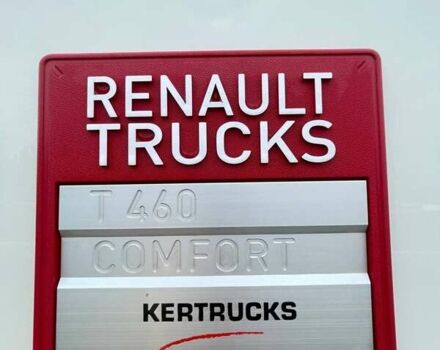 RENAULT
TRUCKS
T 460
COMFORT
KERTRUCKS